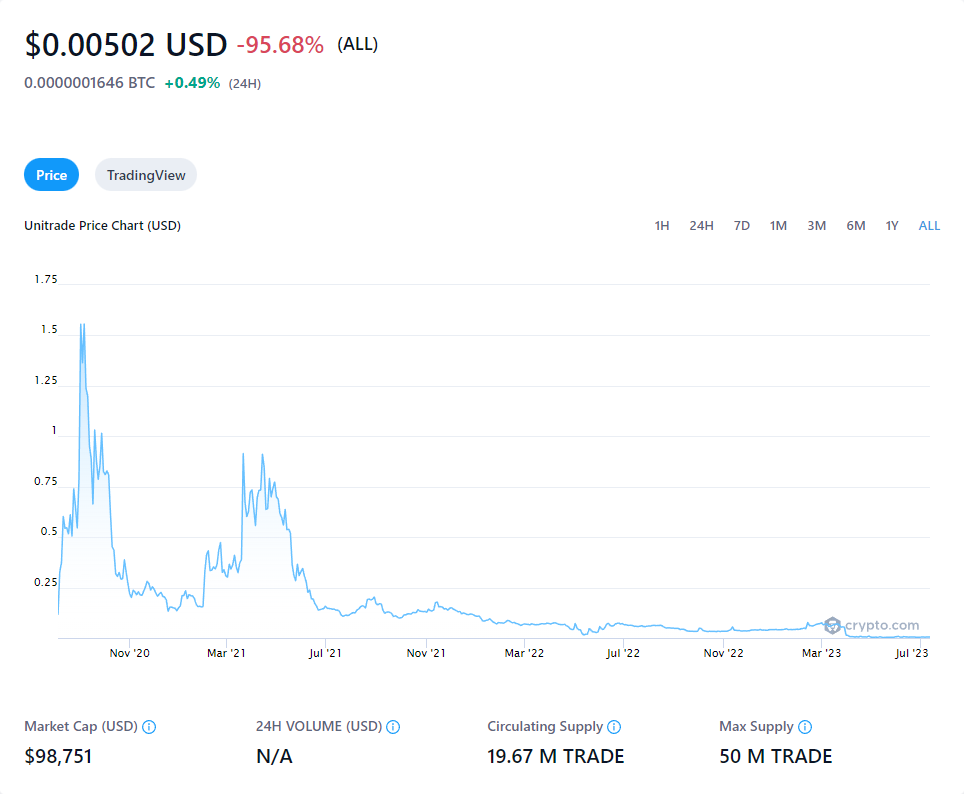 $0.00502 USD -95.68% (ALL)
0.0000001646 BTC +0.49% (24H)
Price TradingView
Unitrade Price Chart (USD) 1H 24H 7D 1M 3M 6M 1Y ALL
1.75
1.5
1.25
1
0.75
0.5
0.25
crypto.com
Nov '20 Mar '21 Jul '21 Nov '21 Mar '22 Jul '22 Nov '22 Mar '23 Jul '23
Market Cap (USD) 24H VOLUME (USD) Circulating Supply Max Supply
$98,751 N/A 19.67 M TRADE 50 M TRADE